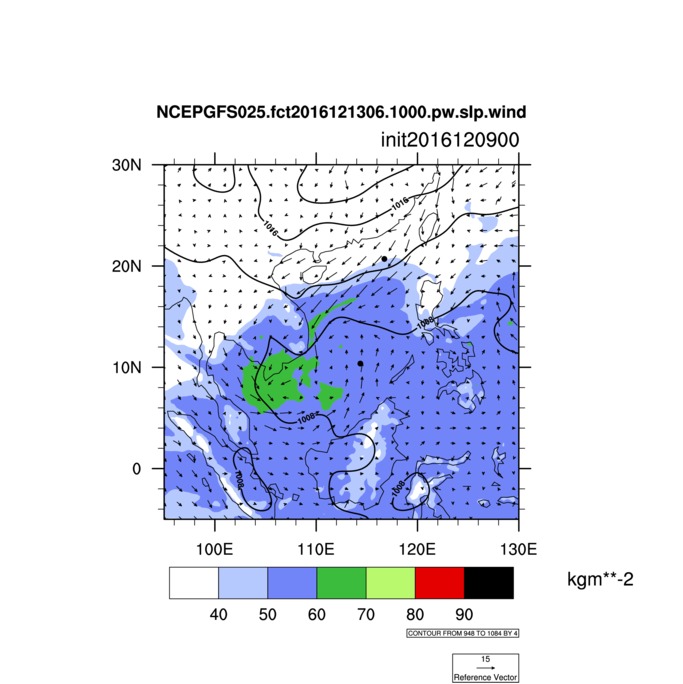 NCEPGFS025.fct2016121306.1000.pw.slp.wind
init2016120900
30N
20N
10N
0
1016
1016
1008
1008
1008
1008
100E 110E 120E 130E
kgm**-2
40 50 60 70 80 90
CONTOUR FROM 948 TO 1084 BY 4
15
Reference Vector